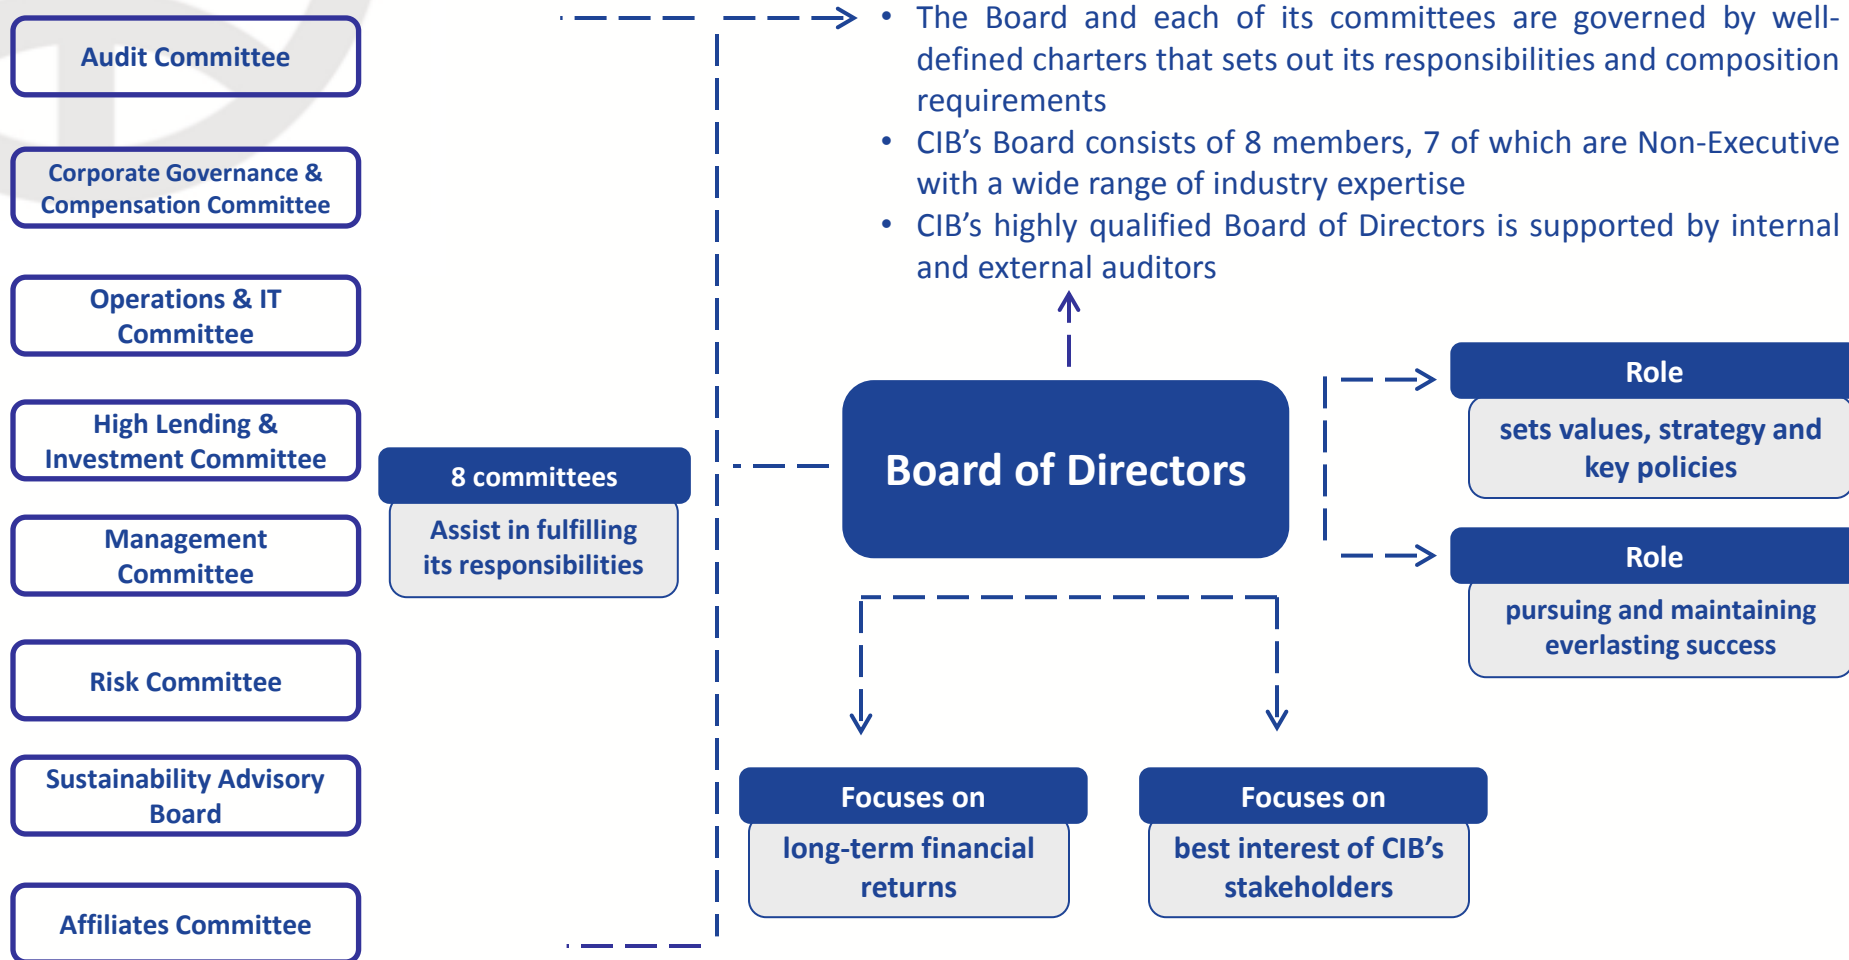 Audit Committee
Corporate Governance &
Compensation Committee
Operations & IT
Committee
High Lending &
Investment Committee
Management
Committee
Risk Committee
Sustainability Advisory
Board
Affiliates Committee
8 committees
Assist in fulfilling
its responsibilities
• The Board and each of its committees are governed by well-
defined charters that sets out its responsibilities and composition
requirements
• CIB’s Board consists of 8 members, 7 of which are Non-Executive
with a wide range of industry expertise
• CIB’s highly qualified Board of Directors is supported by internal
and external auditors
Board of Directors
Role
sets values, strategy and
key policies
Role
pursuing and maintaining
everlasting success
Focuses on
long-term financial
returns
Focuses on
best interest of CIB’s
stakeholders